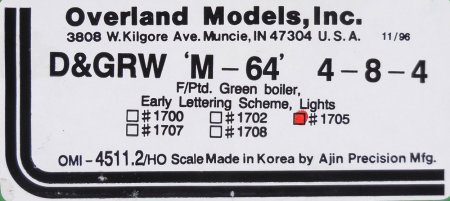 Overland Models,Inc.
3808 W.Kilgore Ave.Muncie,IN 47304 U.S.A. 11/96
D&GRW 'M-64' 4-8-4
F/Ptd. Green boiler,
Early Lettering Scheme, Lights
#1700 #1702 #1705
#1707 #1708
OMI-4511.2/HO Scale Made in Korea by Ajin Precision Mfg.